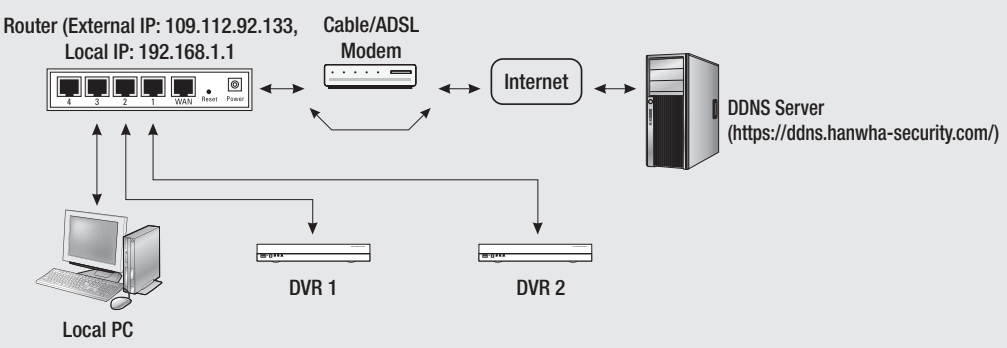 Router (External IP: 109.112.92.133,
Local IP: 192.168.1.1
Cable/ADSL
Modem
4 3 2 1 WAN Reset Power
Internet
DDNS Server
(https://ddns.hanwha-security.com/)
DVR 1
DVR 2
Local PC